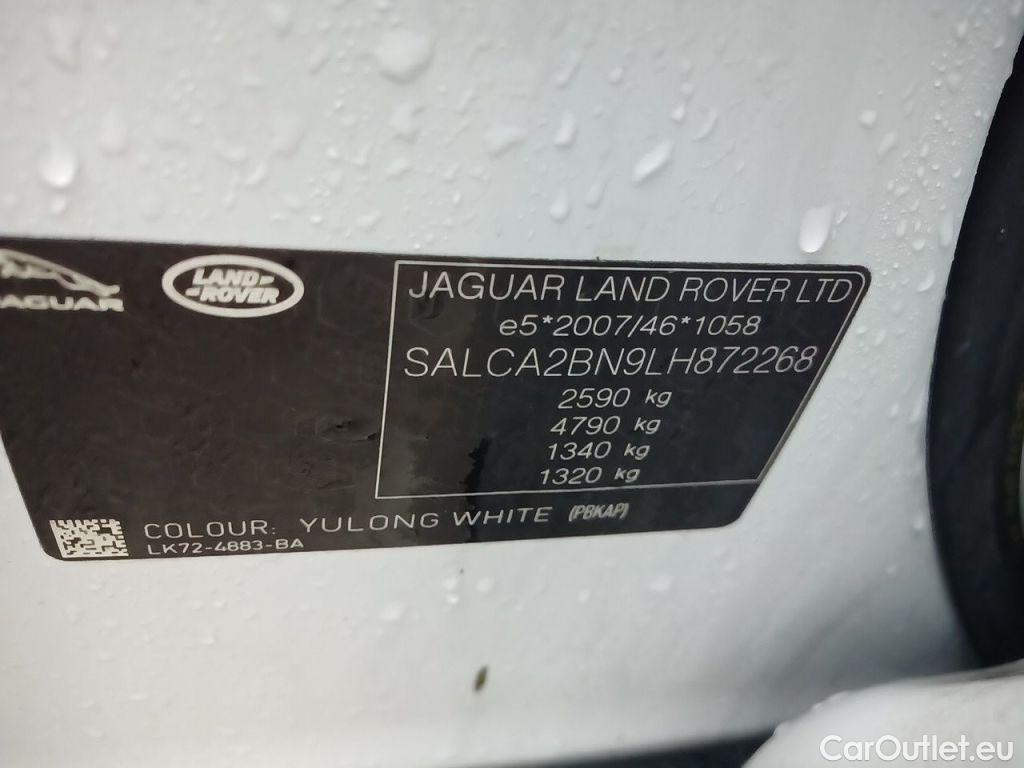 JAGUAR
LAND
ROVER
JAGUAR LAND ROVER LTD
e5*2007/46*1058
SALCA2BN9LH872268
2590 kg
4790 kg
1340 kg
1320 kg
COLOUR: YULONG WHITE (PBKAP)
LK72-4883-BA
CarOutlet.eu